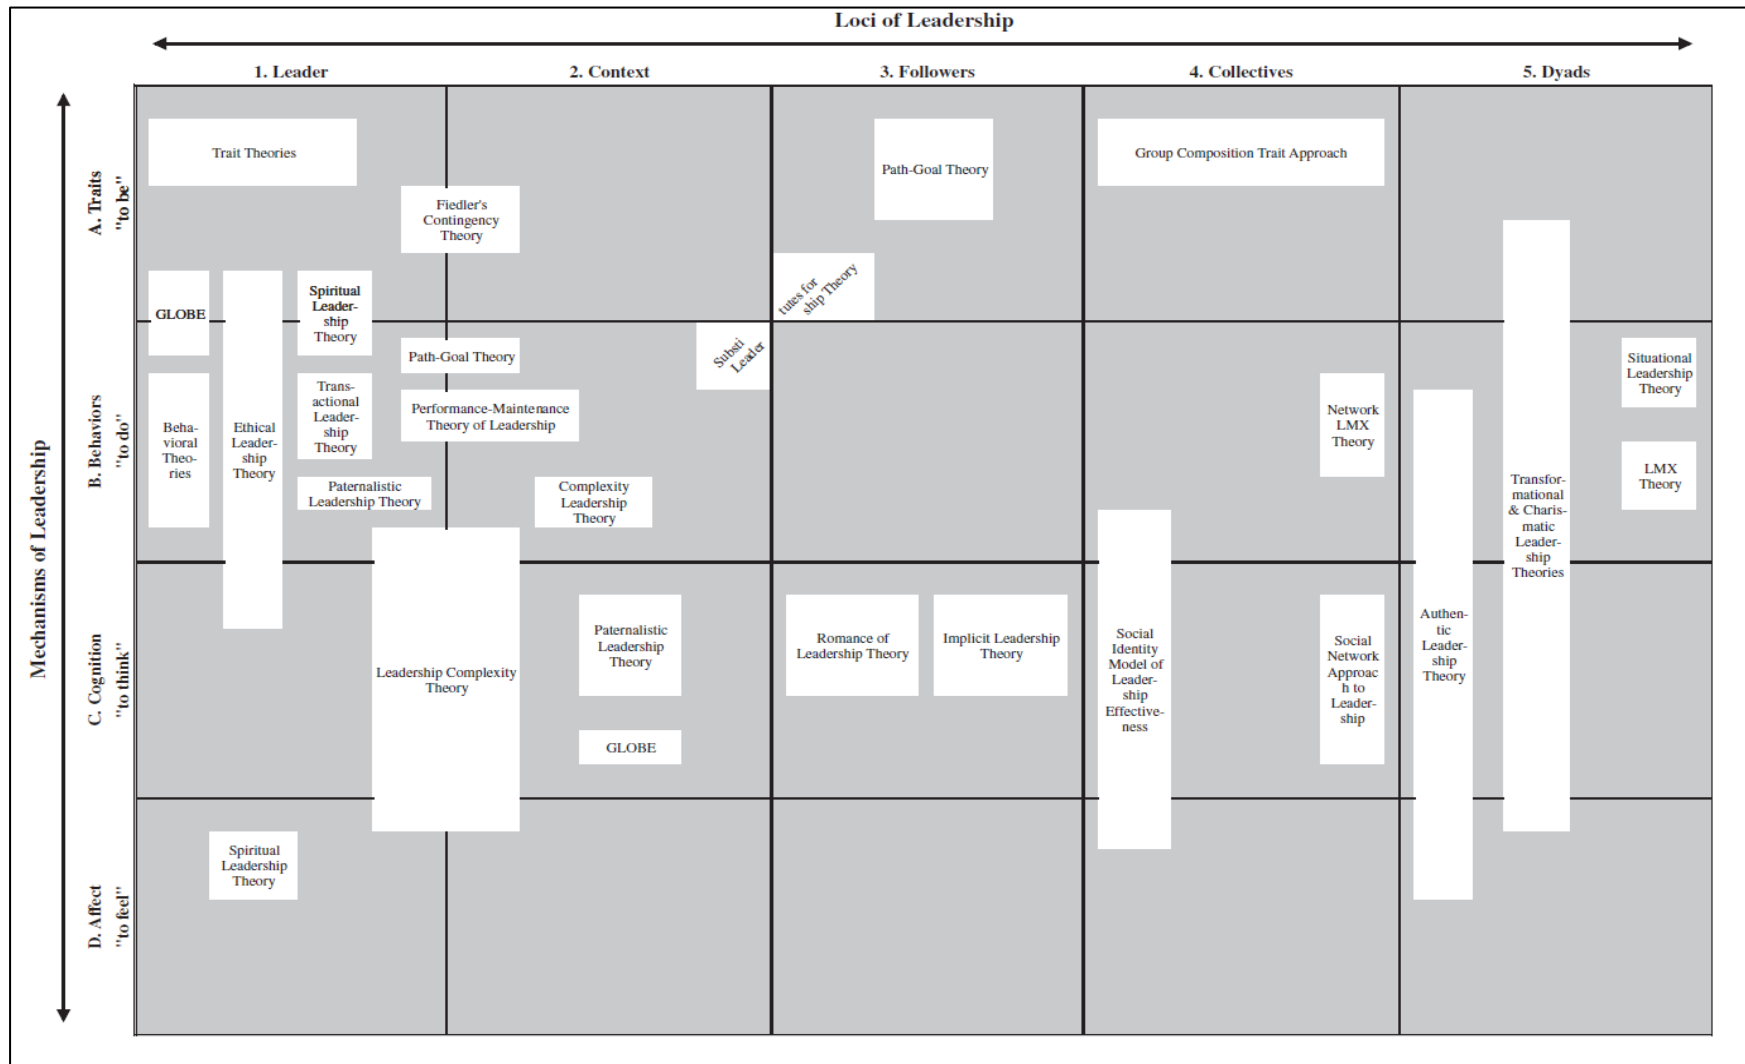 Loci of Leadership
1. Leader
2. Context
3. Followers
4. Collectives
5. Dyads
Mechanisms of Leadership
A. Traits
"to be"
Trait Theories
Fiedler's
Contingency
Theory
Path-Goal Theory
Group Composition Trait Approach
GLOBE
Spiritual
Leader-
ship
Theory
tutes for
ship Theory
B. Behaviors
"to do"
Beha-
vioral
Theo-
ries
Ethical
Leader-
ship
Theory
Trans-
actional
Leader-
ship
Theory
Paternalistic
Leadership Theory
Path-Goal Theory
Performance-Maintenance
Theory of Leadership
Complexity
Leadership
Theory
Substi
Leader
Network
LMX
Theory
Transfor-
mational
& Charis-
matic
Leader-
ship
Theories
Situational
Leadership
Theory
LMX
Theory
C. Cognition
"to think"
Leadership Complexity
Theory
Paternalistic
Leadership
Theory
GLOBE
Romance of
Leadership Theory
Implicit Leadership
Theory
Social
Identity
Model of
Leader-
ship
Effective-
ness
Social
Network
Approac
h to
Leader-
ship
Authen-
tic
Leader-
ship
Theory
D. Affect
"to feel"
Spiritual
Leadership
Theory